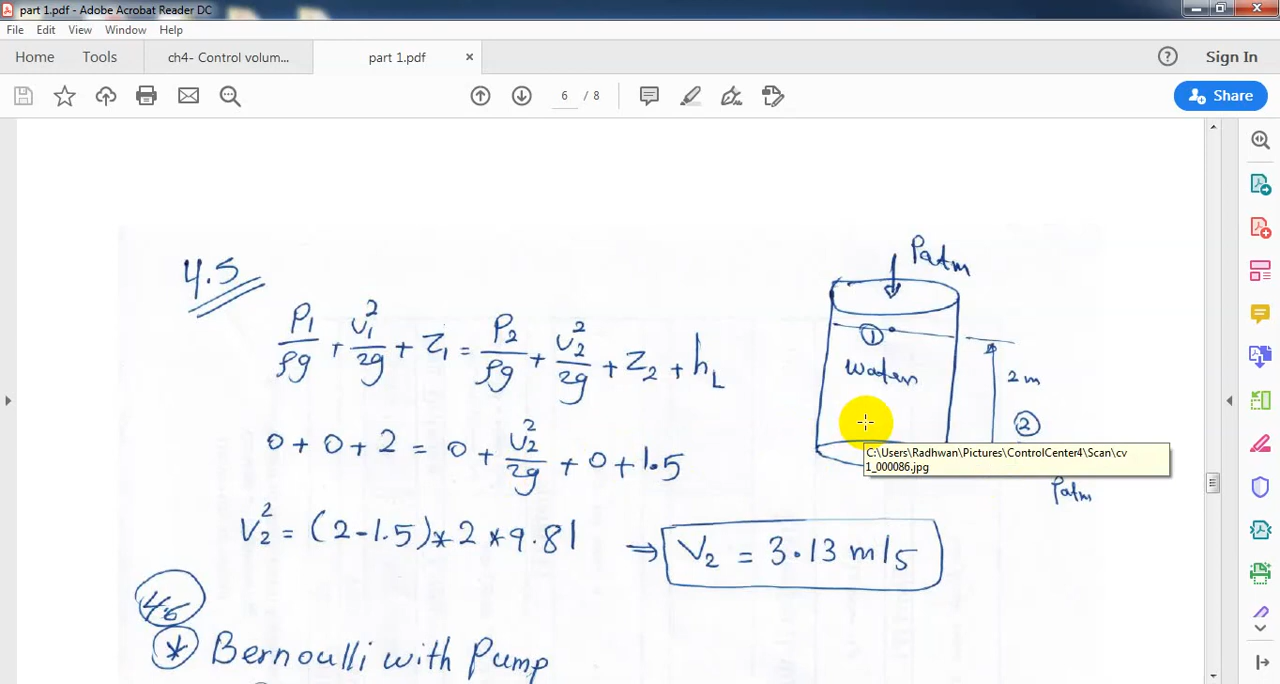 part 1.pdf - Adobe Acrobat Reader DC
File Edit View Window Help
Home Tools ch4- Control volum... part 1.pdf × Sign In
6 / 8 Share
4.5
P1/ρg + V1²/2g + Z1 = P2/ρg + V2²/2g + Z2 + hL
0 + 0 + 2 = 0 + V2²/2g + 0 + 1.5
V2² = (2-1.5)*2*9.81 ⇒ V2 = 3.13 m/s
Patm
1
water
2m
2
C:\Users\Radhwan\Pictures\ControlCenter4\Scan\cv
1_000086.jpg
Patm
4.6
* Bernoulli with Pump